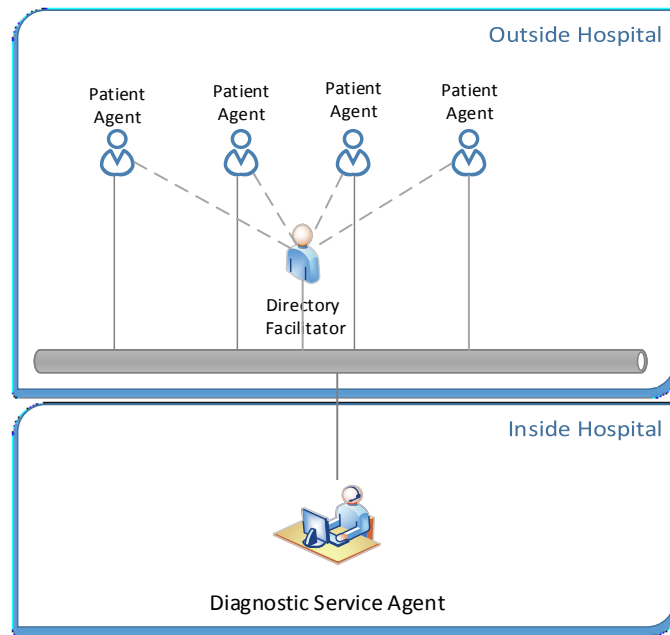 Outside Hospital
Patient
Agent
Patient
Agent
Patient
Agent
Patient
Agent
Directory
Facilitator
Inside Hospital
Diagnostic Service Agent